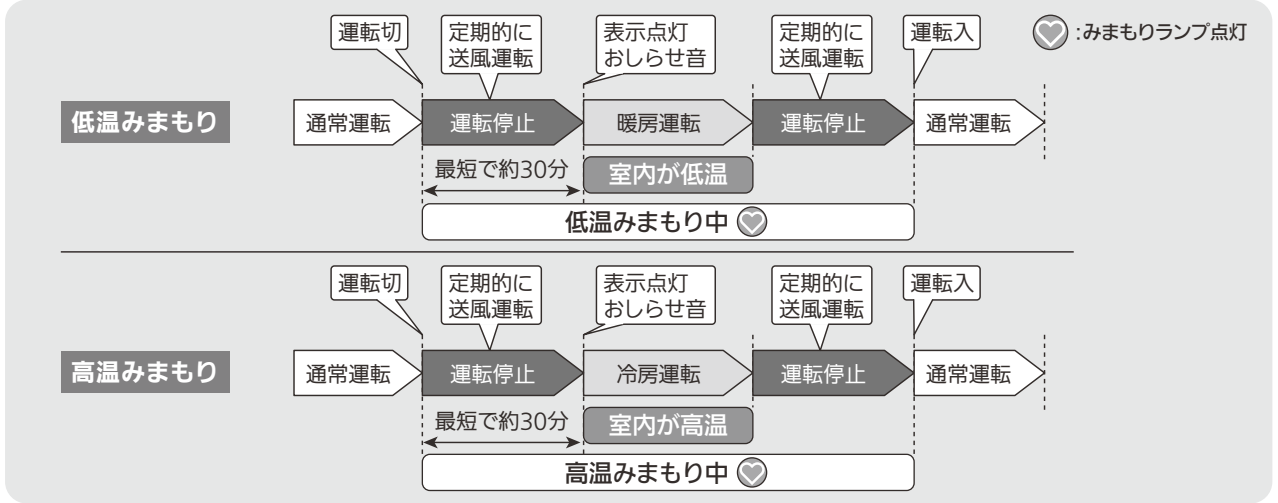 :みまもりランプ点灯
運転切
定期的に
送風運転
表示点灯
おしらせ音
定期的に
送風運転
運転入
低温みまもり
通常運転
運転停止
暖房運転
運転停止
通常運転
最短で約30分
室内が低温
低温みまもり中
運転切
定期的に
送風運転
表示点灯
おしらせ音
定期的に
送風運転
運転入
高温みまもり
通常運転
運転停止
冷房運転
運転停止
通常運転
最短で約30分
室内が高温
高温みまもり中